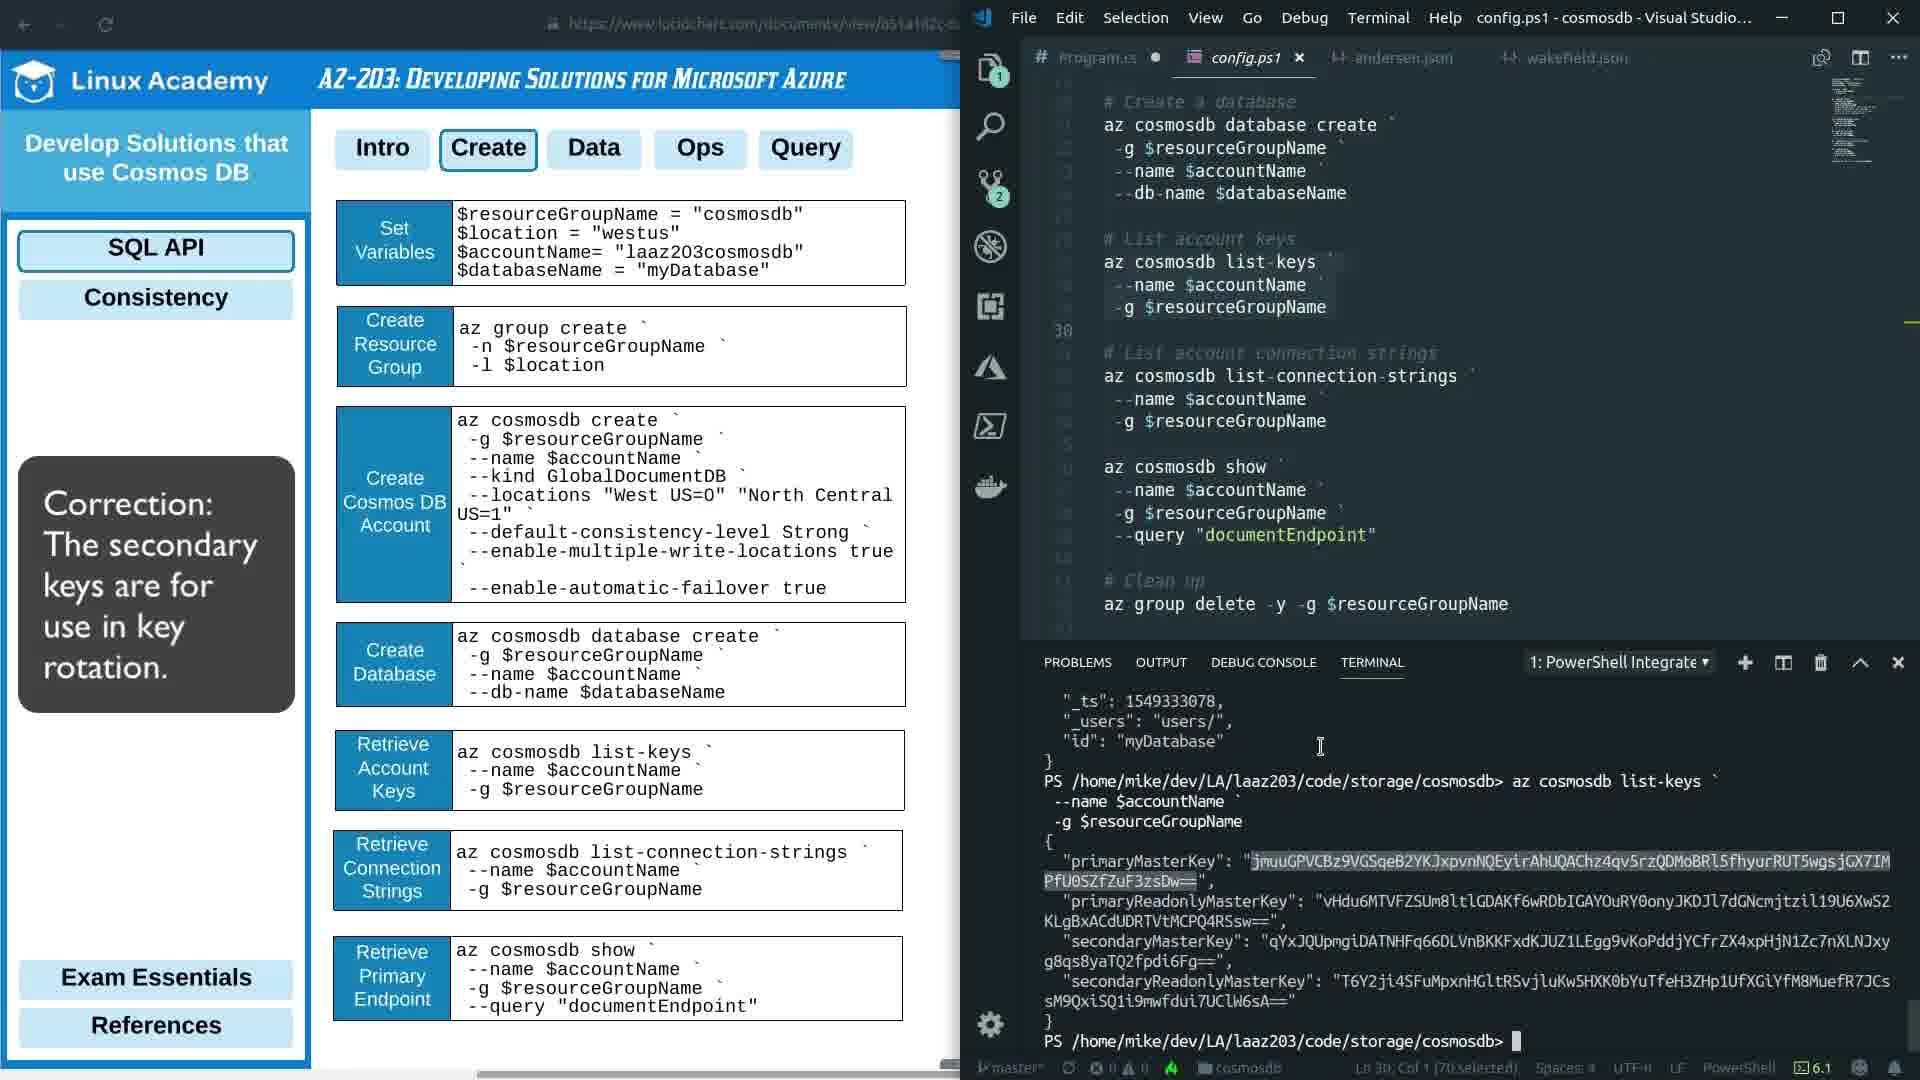 https://www.lucidchart.com/documents/view/
Linux Academy
AZ-203: Developing Solutions for Microsoft Azure
Develop Solutions that
use Cosmos DB
SQL API
Consistency
Correction:
The secondary
keys are for
use in key
rotation.
Exam Essentials
References
Intro
Create
Data
Ops
Query
Set
Variables
$resourceGroupName = "cosmosdb"
$location = "westus"
$accountName= "laaz203cosmosdb"
$databaseName = "myDatabase"
Create
Resource
Group
az group create `
-n $resourceGroupName `
-l $location
Create
Cosmos DB
Account
az cosmosdb create `
-g $resourceGroupName `
--name $accountName `
--kind GlobalDocumentDB `
--locations "West US=0" "North Central
US=1" `
--default-consistency-level Strong `
--enable-multiple-write-locations true
`
--enable-automatic-failover true
Create
Database
az cosmosdb database create `
-g $resourceGroupName `
--name $accountName `
--db-name $databaseName
Retrieve
Account
Keys
az cosmosdb list-keys `
--name $accountName `
-g $resourceGroupName
Retrieve
Connection
Strings
az cosmosdb list-connection-strings `
--name $accountName `
-g $resourceGroupName
Retrieve
Primary
Endpoint
az cosmosdb show `
--name $accountName `
-g $resourceGroupName `
--query "documentEndpoint"
File Edit Selection View Go Debug Terminal Help config.ps1 - cosmosdb - Visual Studio...
1
2
Program.cs config.ps1 andersen.json wakefield.json
# Create a database
az cosmosdb database create `
-g $resourceGroupName `
--name $accountName `
--db-name $databaseName
# List account keys
az cosmosdb list-keys `
--name $accountName `
-g $resourceGroupName
30
# List account connection strings
az cosmosdb list-connection-strings `
--name $accountName `
-g $resourceGroupName
az cosmosdb show `
--name $accountName `
-g $resourceGroupName `
--query "documentEndpoint"
# Clean up
az group delete -y -g $resourceGroupName
PROBLEMS OUTPUT DEBUG CONSOLE TERMINAL 1: PowerShell Integrate
"_ts": 1549333078,
"_users": "users/",
"id": "myDatabase"
}
PS /home/mike/dev/LA/laaz203/code/storage/cosmosdb> az cosmosdb list-keys `
--name $accountName `
-g $resourceGroupName
{
"primaryMasterKey": "jmuuGPVCBz9VGSqeB2YKJxpvnNQEyirAhUQAChz4qv5rzQDMoBRl5fhyurRUT5wgsjGX7IM
PfU0SZfZuF3zsDw==",
"primaryReadonlyMasterKey": "vHdu6MTVFZSUm8ltlGDAKf6wRDbIGAYOuRY0onyJKDJl7dGNcmjtzil19U6XwS2
KLgBxACdUDRTVtMCPQ4RSsw==",
"secondaryMasterKey": "qYxJQUpmgiDATNHFq66DLVnBKKFxdKJUZ1LEgg9vKoPddjYCfrZX4xpHjN1Zc7nXLNJxy
g8qs8yaTQ2fpdi6Fg==",
"secondaryReadonlyMasterKey": "T6Y2ji4SFuMpxnHGltRSvjluKw5HXK0bYuTfeH3ZHp1UfXGiYfM8MuefR7JCs
sM9QxiSQ1i9mwfdui7UClW6sA=="
}
PS /home/mike/dev/LA/laaz203/code/storage/cosmosdb>
master* 0 0 cosmosdb Ln 30, Col 1 (70 selected) Spaces: 4 UTF-8 LF PowerShell 6.1